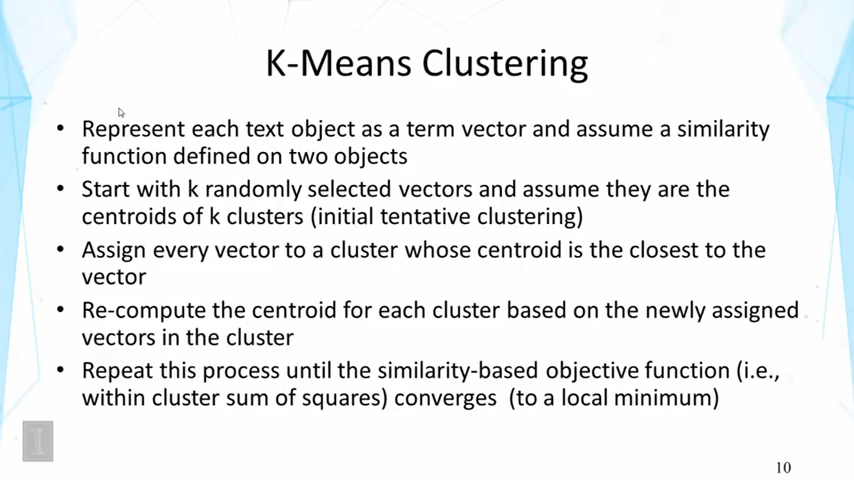 K-Means Clustering
• Represent each text object as a term vector and assume a similarity
function defined on two objects
• Start with k randomly selected vectors and assume they are the
centroids of k clusters (initial tentative clustering)
• Assign every vector to a cluster whose centroid is the closest to the
vector
• Re-compute the centroid for each cluster based on the newly assigned
vectors in the cluster
• Repeat this process until the similarity-based objective function (i.e.,
within cluster sum of squares) converges  (to a local minimum)
I
10